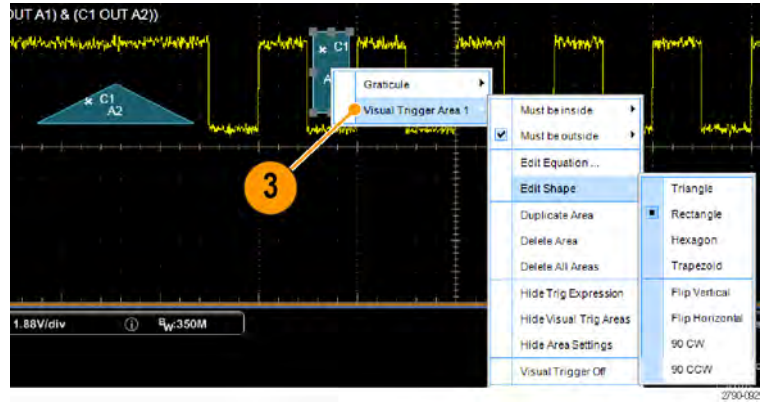 OUT A1) & (C1 OUT A2))
C1
A
C1
A2
Graticule
Visual Trigger Area 1
3
Must be inside
Must be outside
Edit Equation ...
Edit Shape
Duplicate Area
Delete Area
Delete All Areas
Hide Trig Expression
Hide Visual Trig Areas
Hide Area Settings
Visual Trigger Off
Triangle
Rectangle
Hexagon
Trapezoid
Flip Vertical
Flip Horizontal
90 CW
90 CCW
1.88V/div BW:350M